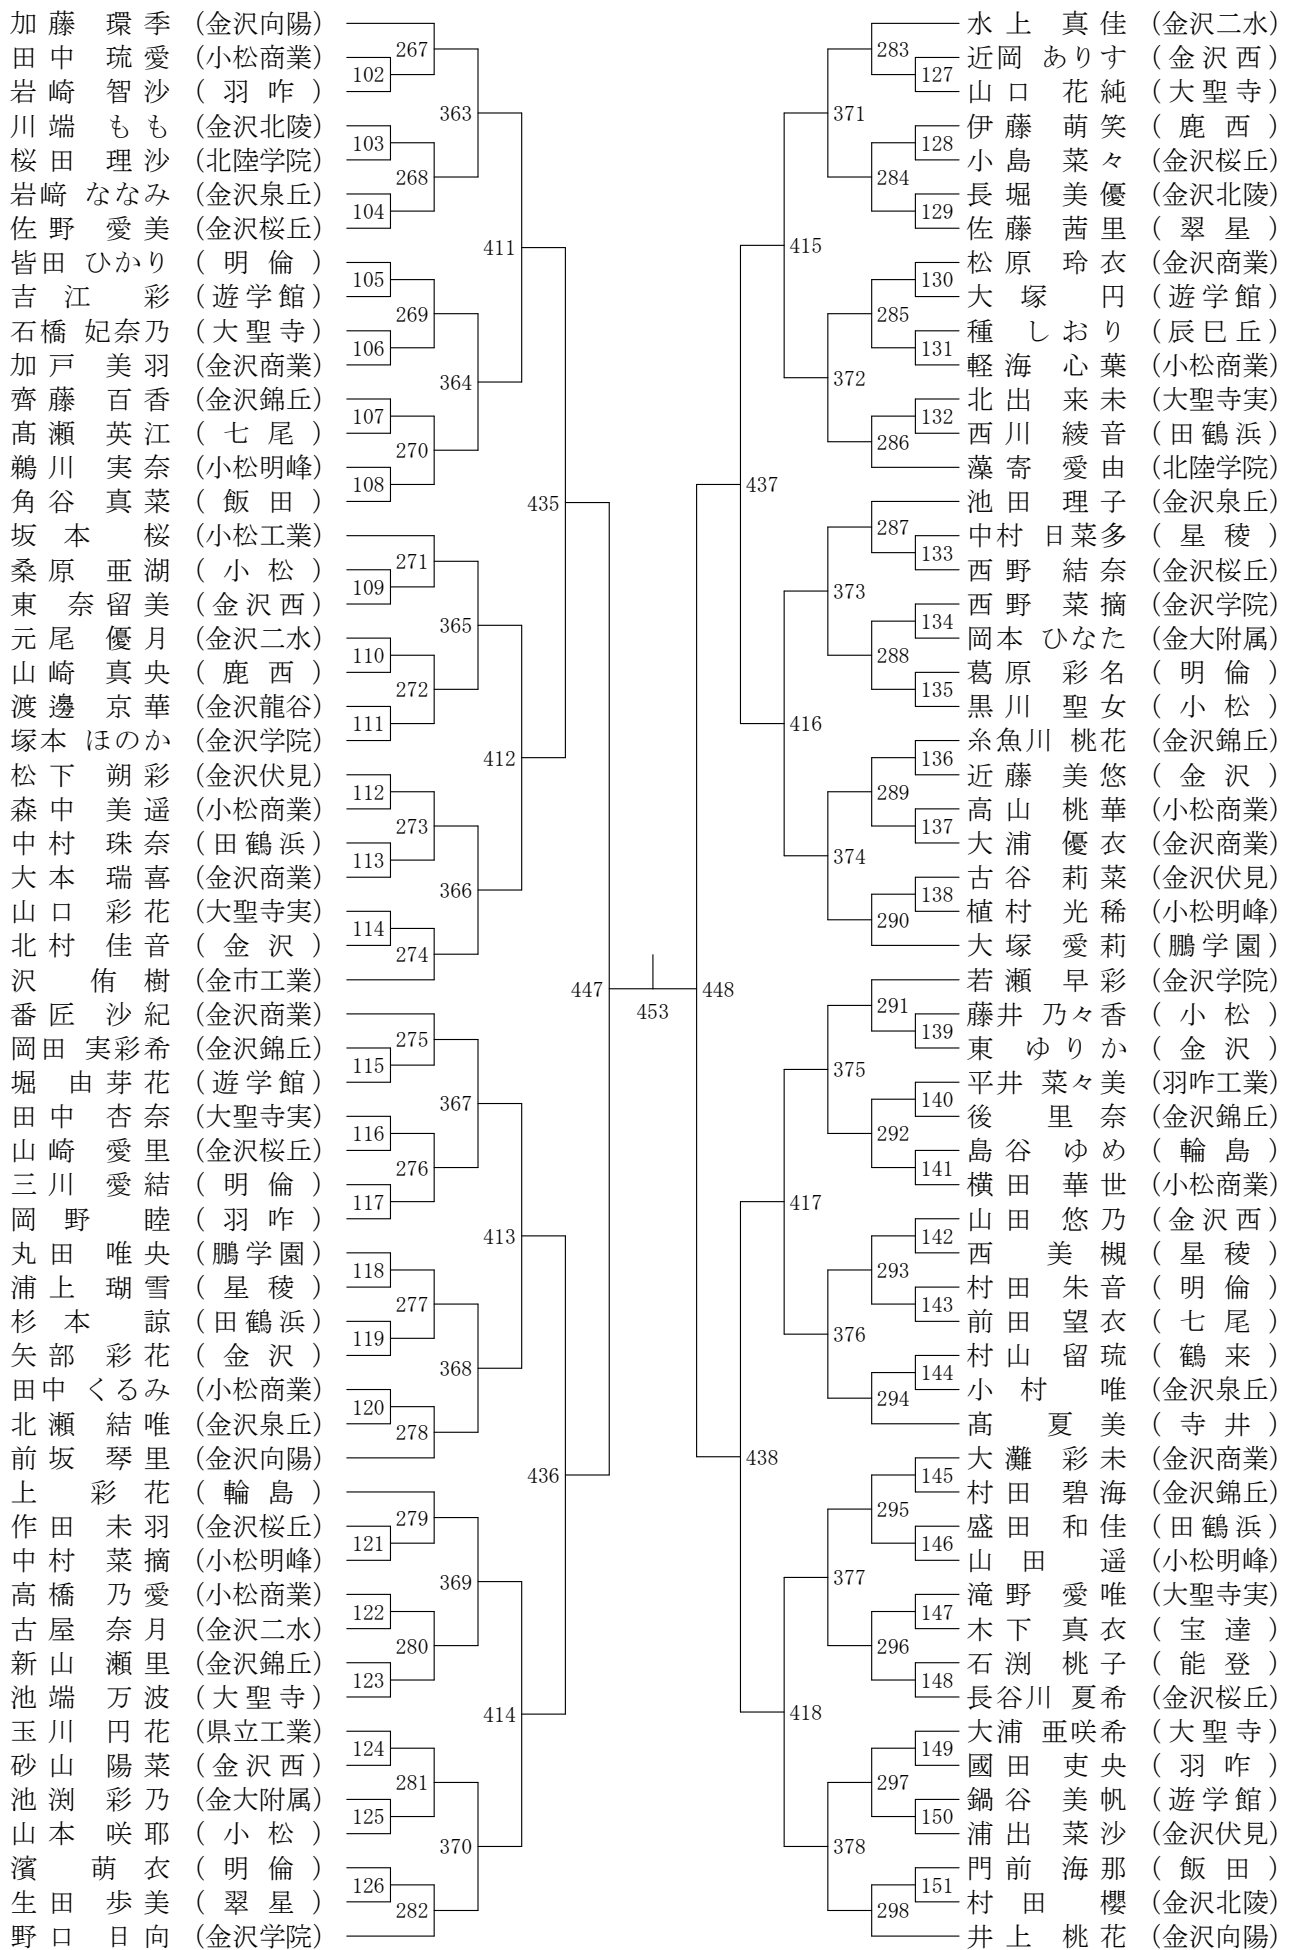 加藤 環季 (金沢向陽)
田中 琉愛 (小松商業)
岩崎 智沙 (羽咋)
川端 もも (金沢北陵)
桜田 理沙 (北陸学院)
岩﨑 ななみ (金沢泉丘)
佐野 愛美 (金沢桜丘)
皆田 ひかり (明倫)
吉江 彩 (遊学館)
石橋 妃奈乃 (大聖寺)
加戸 美羽 (金沢商業)
齊藤 百香 (金沢錦丘)
髙瀬 英江 (七尾)
鵜川 実奈 (小松明峰)
角谷 真菜 (飯田)
坂本 桜 (小松工業)
桑原 亜湖 (小松)
東 奈留美 (金沢西)
元尾 優月 (金沢二水)
山崎 真央 (鹿西)
渡邊 京華 (金沢龍谷)
塚本 ほのか (金沢学院)
松下 朔彩 (金沢伏見)
森中 美遥 (小松商業)
中村 珠奈 (田鶴浜)
大本 瑞喜 (金沢商業)
山口 彩花 (大聖寺実)
北村 佳音 (金沢)
沢 侑樹 (金市工業)
番匠 沙紀 (金沢商業)
岡田 実彩希 (金沢錦丘)
堀 由芽花 (遊学館)
田中 杏奈 (大聖寺実)
山崎 愛里 (金沢桜丘)
三川 愛結 (明倫)
岡野 睦 (羽咋)
丸田 唯央 (鵬学園)
浦上 瑚雪 (星稜)
杉本 諒 (田鶴浜)
矢部 彩花 (金沢)
田中 くるみ (小松商業)
北瀬 結唯 (金沢泉丘)
前坂 琴里 (金沢向陽)
上 彩花 (輪島)
作田 未羽 (金沢桜丘)
中村 菜摘 (小松明峰)
高橋 乃愛 (小松商業)
古屋 奈月 (金沢二水)
新山 瀬里 (金沢錦丘)
池端 万波 (大聖寺)
玉川 円花 (県立工業)
砂山 陽菜 (金沢西)
池渕 彩乃 (金大附属)
山本 咲耶 (小松)
濱 萌衣 (明倫)
生田 歩美 (翠星)
野口 日向 (金沢学院)
102
103
104
105
106
107
108
109
110
111
112
113
114
115
116
117
118
119
120
121
122
123
124
125
126
267
268
269
270
271
272
273
274
275
276
277
278
279
280
281
282
363
364
365
366
367
368
369
370
411
412
413
414
435
436
447
453
448
437
438
415
416
417
418
371
372
373
374
375
376
377
378
283
284
285
286
287
288
289
290
291
292
293
294
295
296
297
298
127
128
129
130
131
132
133
134
135
136
137
138
139
140
141
142
143
144
145
146
147
148
149
150
151
水上 真佳 (金沢二水)
近岡 ありす (金沢西)
山口 花純 (大聖寺)
伊藤 萌笑 (鹿西)
小島 菜々 (金沢桜丘)
長堀 美優 (金沢北陵)
佐藤 茜里 (翠星)
松原 玲衣 (金沢商業)
大塚 円 (遊学館)
種 しおり (辰巳丘)
軽海 心葉 (小松商業)
北出 来未 (大聖寺実)
西川 綾音 (田鶴浜)
藻寄 愛由 (北陸学院)
池田 理子 (金沢泉丘)
中村 日菜多 (星稜)
西野 結奈 (金沢桜丘)
西野 菜摘 (金沢学院)
岡本 ひなた (金大附属)
葛原 彩名 (明倫)
黒川 聖女 (小松)
糸魚川 桃花 (金沢錦丘)
近藤 美悠 (金沢)
高山 桃華 (小松商業)
大浦 優衣 (金沢商業)
古谷 莉菜 (金沢伏見)
植村 光稀 (小松明峰)
大塚 愛莉 (鵬学園)
若瀬 早彩 (金沢学院)
藤井 乃々香 (小松)
東 ゆりか (金沢)
平井 菜々美 (羽咋工業)
後 里奈 (金沢錦丘)
島谷 ゆめ (輪島)
横田 華世 (小松商業)
山田 悠乃 (金沢西)
西 美槻 (星稜)
村田 朱音 (明倫)
前田 望衣 (七尾)
村山 留琉 (鶴来)
小村 唯 (金沢泉丘)
髙 夏美 (寺井)
大灘 彩未 (金沢商業)
村田 碧海 (金沢錦丘)
盛田 和佳 (田鶴浜)
山田 遥 (小松明峰)
滝野 愛唯 (大聖寺実)
木下 真衣 (宝達)
石渕 桃子 (能登)
長谷川 夏希 (金沢桜丘)
大浦 亜咲希 (大聖寺)
國田 吏央 (羽咋)
鍋谷 美帆 (遊学館)
浦出 菜沙 (金沢伏見)
門前 海那 (飯田)
村田 櫻 (金沢北陵)
井上 桃花 (金沢向陽)